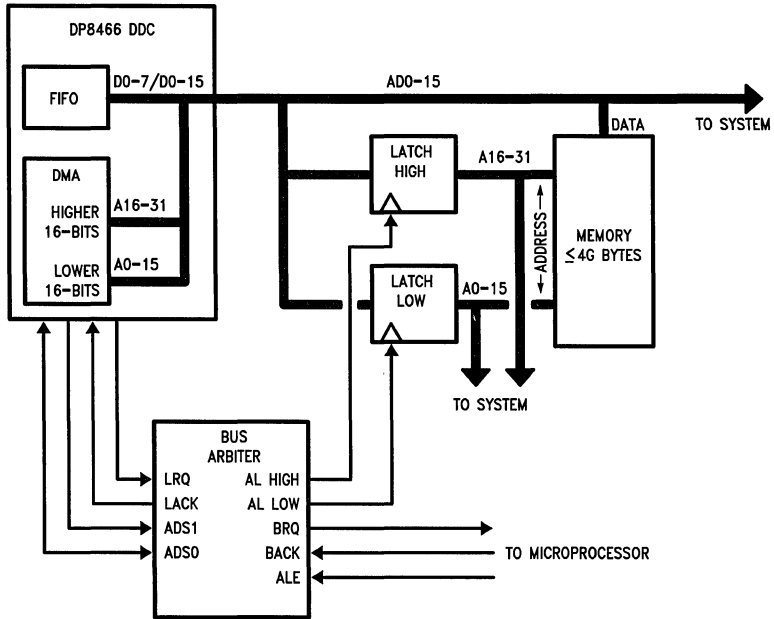 DP8466 DDC
FIFO
D0-7/D0-15
AD0-15
TO SYSTEM
DATA
DMA
HIGHER
16-BITS
A16-31
LOWER
16-BITS
A0-15
LATCH
HIGH
A16-31
ADDRESS
MEMORY
≤4G BYTES
LATCH
LOW
A0-15
TO SYSTEM
BUS
ARBITER
LRQ
AL HIGH
LACK
AL LOW
ADS1
BRQ
ADS0
BACK
TO MICROPROCESSOR
ALE